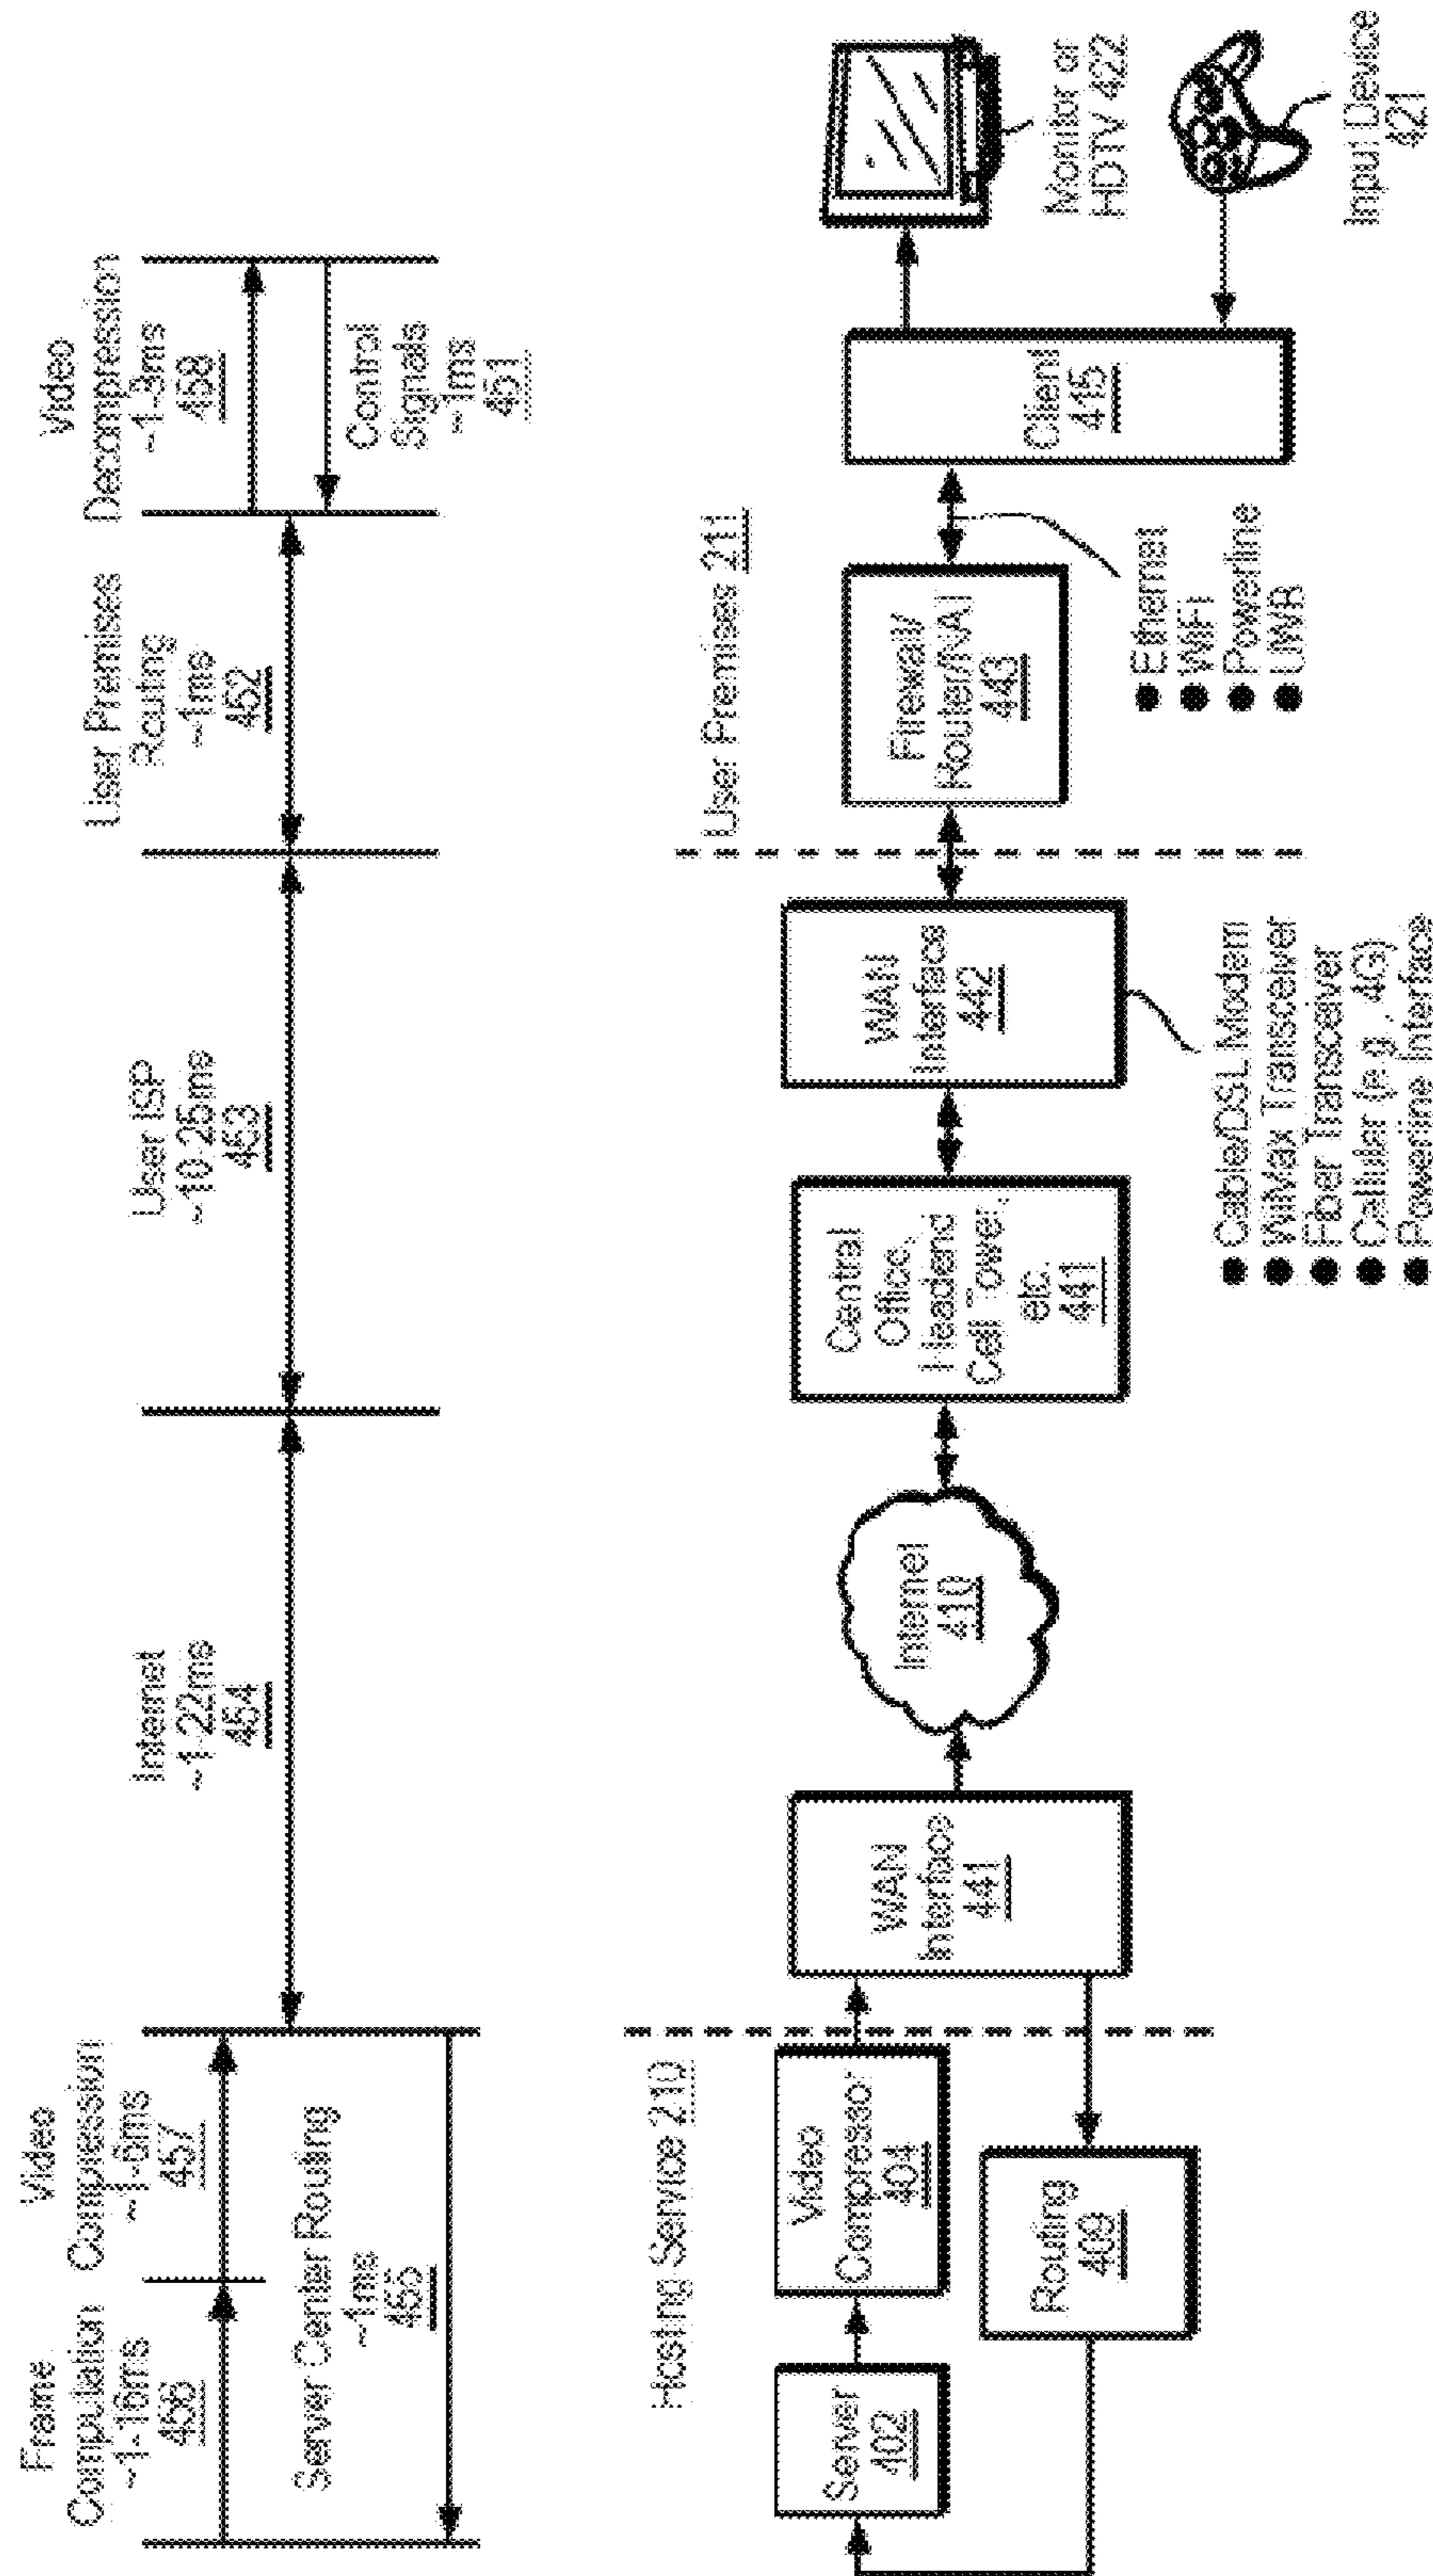 Frame
Computation
~1-16ms
456
Video
Compression
~1-6ms
457
Server Center Routing
~1ms
455
Internet
~1-22ms
454
User ISP
~10-25ms
453
User Premises
Routing
~1ms
452
Video
Decompression
~1-3ms
458
Control
Signals
~1ms
451
Hosting Service 210
Server
402
Video
Compressor
404
Routing
409
WAN
Interface
441
Internet
410
Central
Office,
Headend
Cell Tower,
etc.
441
WAN
Interface
442
● Cable/DSL Modem
● WiMax Transceiver
● Fiber Transceiver
● Callular (e.g., 4G)
● Powerline Interface
User Premises 211
Firewall/
Router/NAT
443
● Ethernet
● WiFi
● Powerline
● UWB
Client
415
Monitor or
HDTV 422
Input Device
421